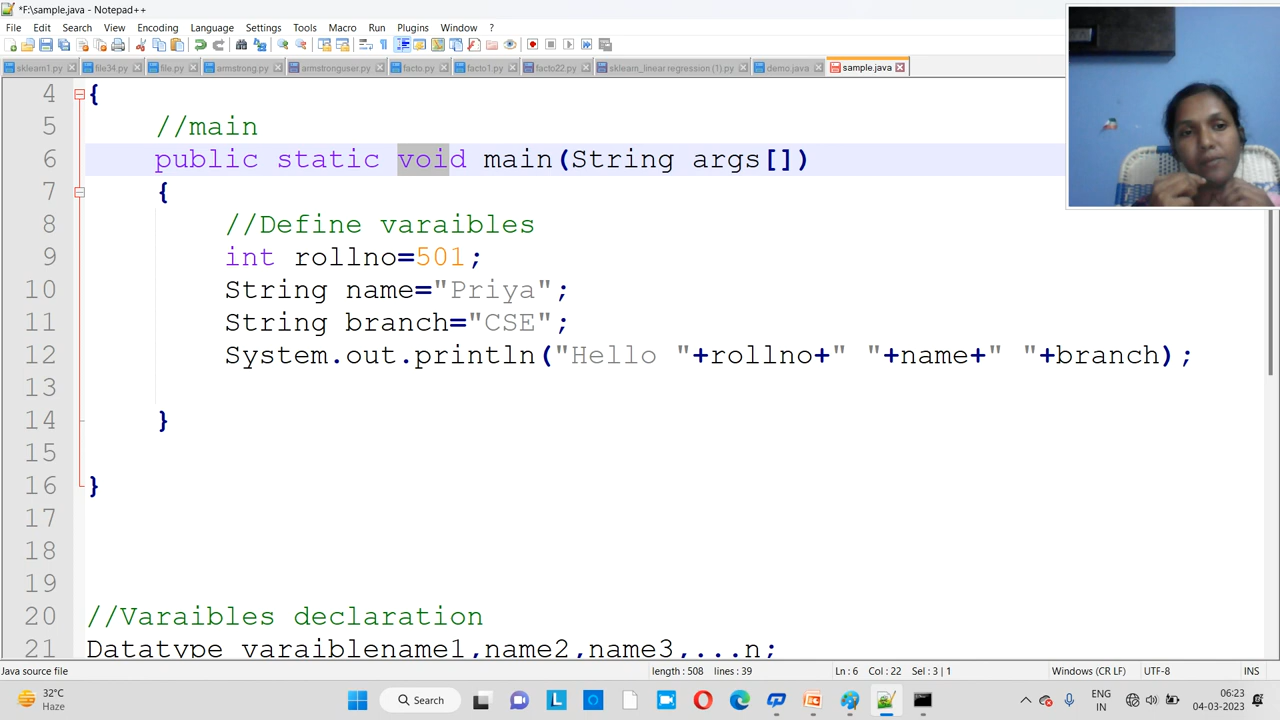 *F:\sample.java - Notepad++
File Edit Search View Encoding Language Settings Tools Macro Run Plugins Window ?
sklearn1.py file34.py file.py armstrong.py armstronguser.py facto.py facto1.py facto22.py sklearn_linear regression (1).py demo.java sample.java
4 {
5 //main
6 public static void main(String args[])
7 {
8 //Define varaibles
9 int rollno=501;
10 String name="Priya";
11 String branch="CSE";
12 System.out.println("Hello "+rollno+" "+name+" "+branch);
13
14 }
15
16 }
17
18
19
20 //Varaibles declaration
21 Datatype varaiblename1,name2,name3,...n;
Java source file length : 508 lines : 39 Ln : 6 Col : 22 Sel : 3 | 1 Windows (CR LF) UTF-8 INS
32°C
Haze
Search
ENG
IN
06:23
04-03-2023